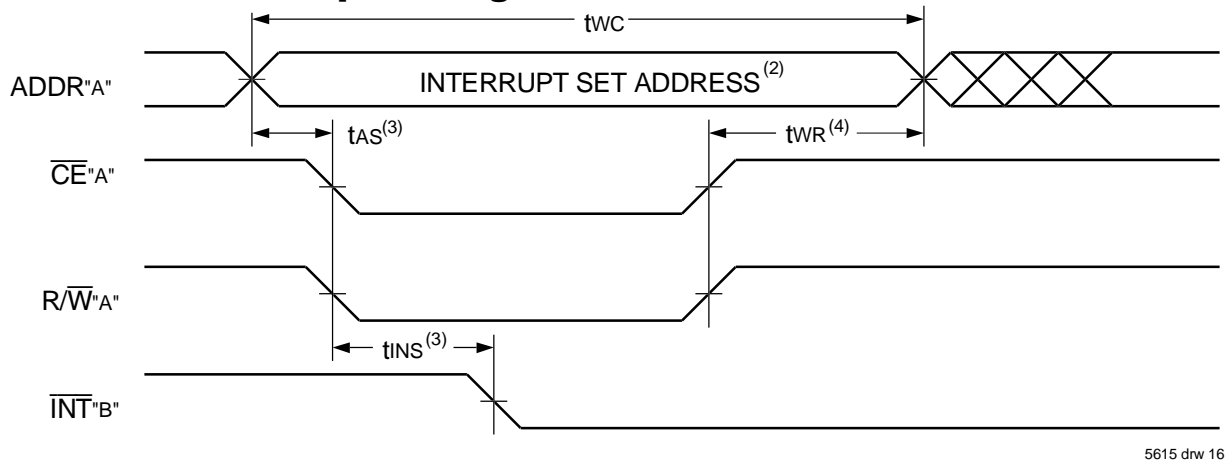 tWC
ADDR"A"
INTERRUPT SET ADDRESS(2)
tAS(3)
tWR(4)
CE"A"
R/W"A"
tINS(3)
INT"B"
5615 drw 16